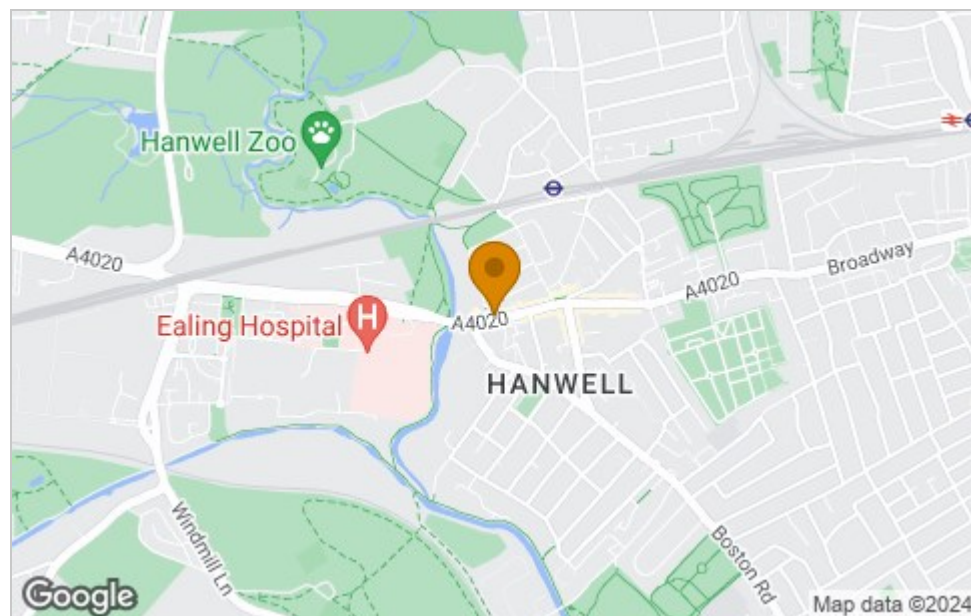 Hanwell Zoo
A4020
Broadway
A4020
A4020
Ealing Hospital
H
HANWELL
Windmill Ln
Boston Rd
Google
Map data ©2024